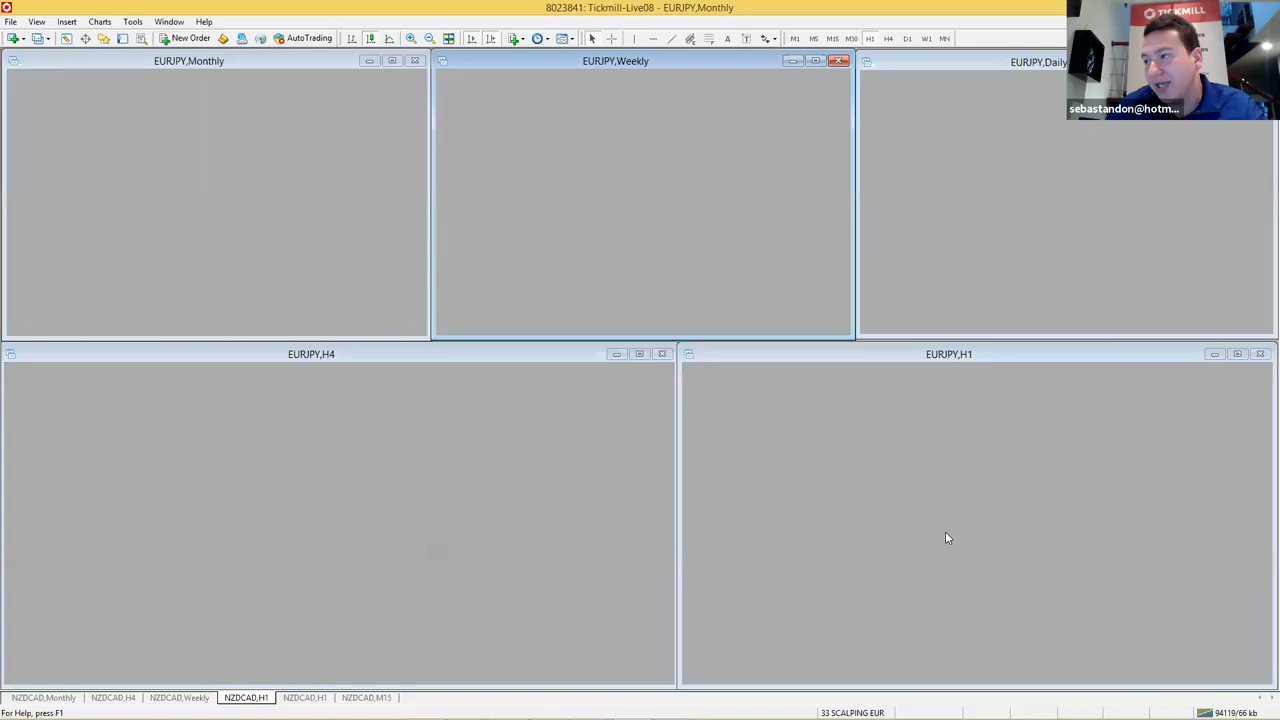 8023841: Tickmill-Live08 - EURJPY,Monthly
File View Insert Charts Tools Window Help
New Order AutoTrading M1 M5 M15 M30 H1 H4 D1 W1 MN
TICKMILL
sebastandon@hotm...
EURJPY,Monthly
EURJPY,Weekly
EURJPY,Daily
EURJPY,H4
EURJPY,H1
NZDCAD,Monthly NZDCAD,H4 NZDCAD,Weekly NZDCAD,H1 NZDCAD,H1 NZDCAD,M15
For Help, press F1
33 SCALPING EUR
94119/66 kb